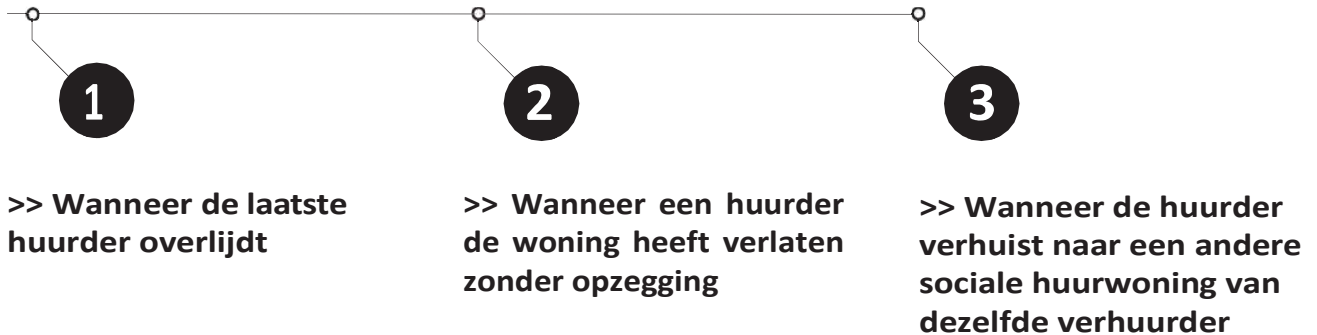 1
>> Wanneer de laatste
huurder overlijdt
2
>> Wanneer een huurder
de woning heeft verlaten
zonder opzegging
3
>> Wanneer de huurder
verhuist naar een andere
sociale huurwoning van
dezelfde verhuurder